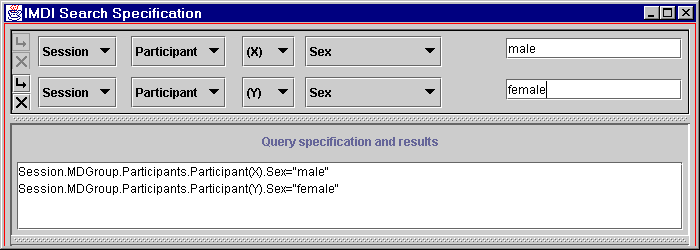 IMDI Search Specification
Session Participant (X) Sex male
Session Participant (Y) Sex female
Query specification and results
Session.MDGroup.Participants.Participant(X).Sex="male"
Session.MDGroup.Participants.Participant(Y).Sex="female"